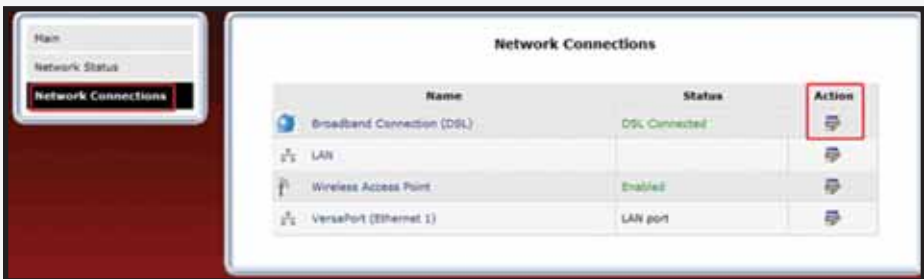 Main
Network Status
Network Connections
Network Connections
Name Status Action
Broadband Connection (DSL) DSL Connected
LAN
Wireless Access Point Enabled
VersaPort (Ethernet 1) LAN port